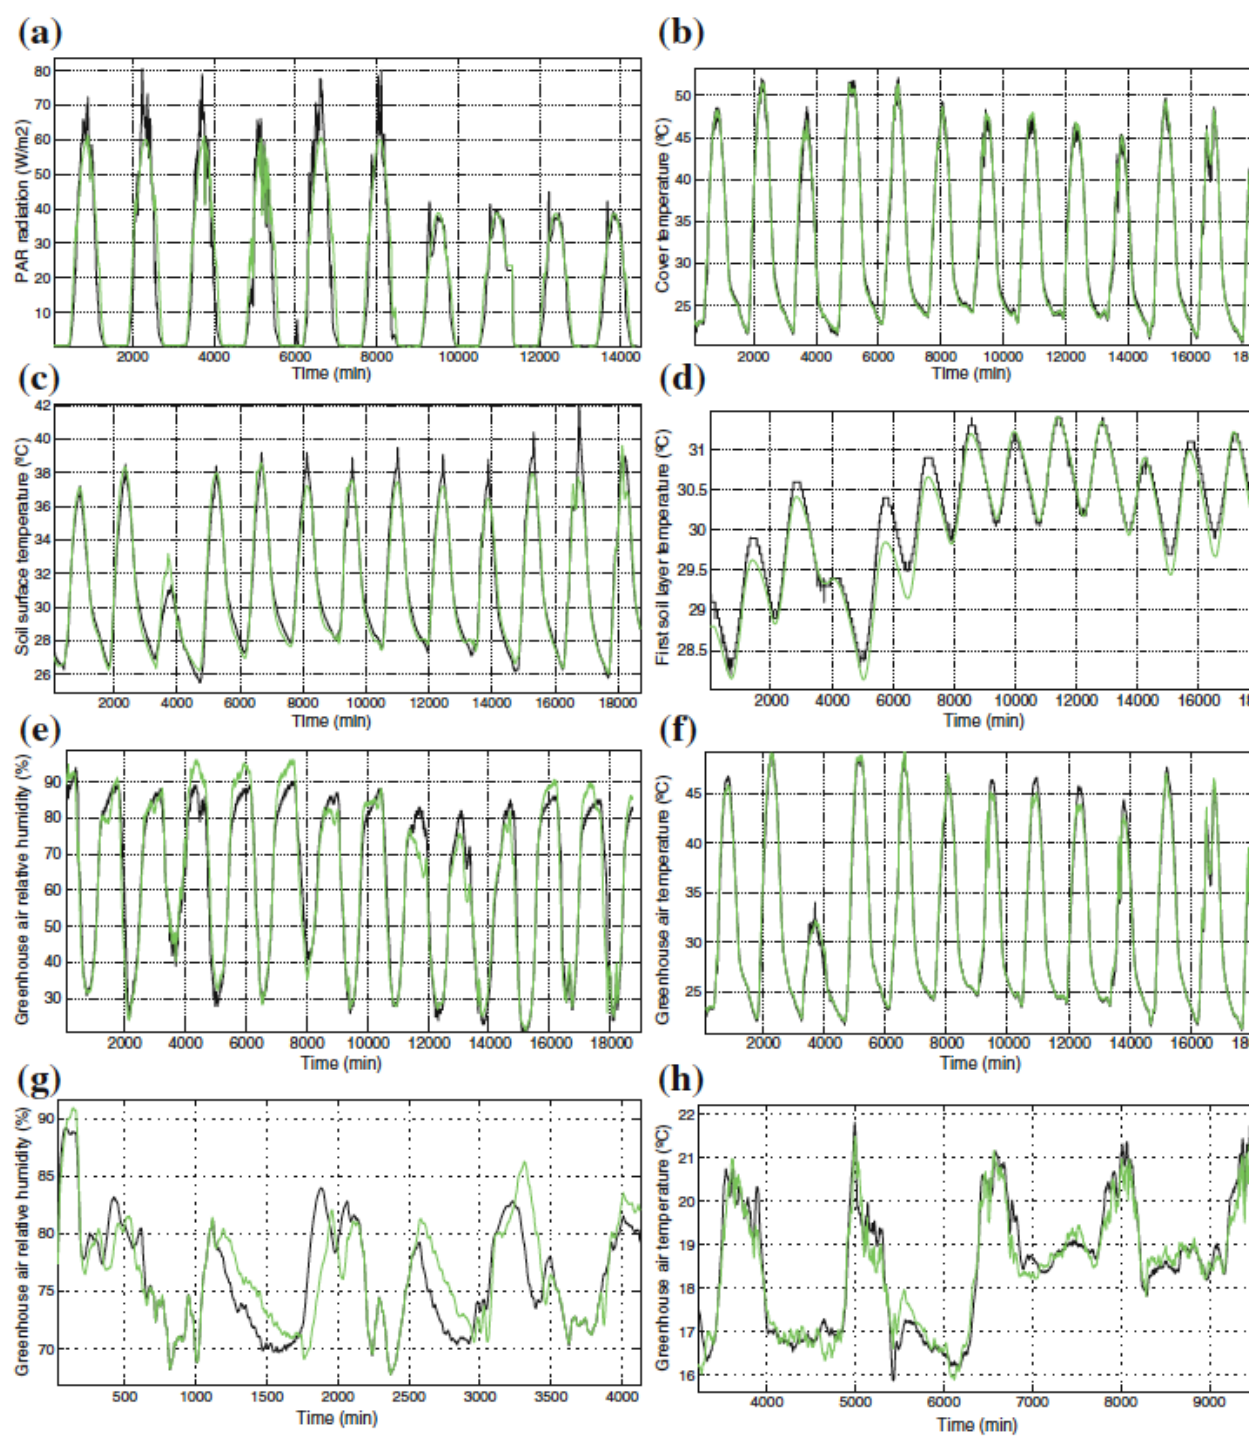 (a)
80
70
60
50
40
30
20
10
PAR radiation (W/m2)
2000 4000 6000 8000 10000 12000 14000
Time (min)
(b)
50
45
40
35
30
25
Cover temperature (ºC)
2000 4000 6000 8000 10000 12000 14000 16000
Time (min)
(c)
42
40
38
36
34
32
30
28
26
Soil surface temperature (ºC)
2000 4000 6000 8000 10000 12000 14000 16000 18000
Time (min)
(d)
31
30.5
30
29.5
29
28.5
First soil layer temperature (ºC)
2000 4000 6000 8000 10000 12000 14000 16000 18
Time (min)
(e)
90
80
70
60
50
40
30
Greenhouse air relative humidity (%)
2000 4000 6000 8000 10000 12000 14000 16000 18000
Time (min)
(f)
45
40
35
30
25
Greenhouse air temperature (ºC)
2000 4000 6000 8000 10000 12000 14000 16000 18
Time (min)
(g)
90
85
80
75
70
Greenhouse air relative humidity (%)
500 1000 1500 2000 2500 3000 3500 4000
Time (min)
(h)
22
21
20
19
18
17
16
Greenhouse air temperature (ºC)
4000 5000 6000 7000 8000 9000
Time (min)